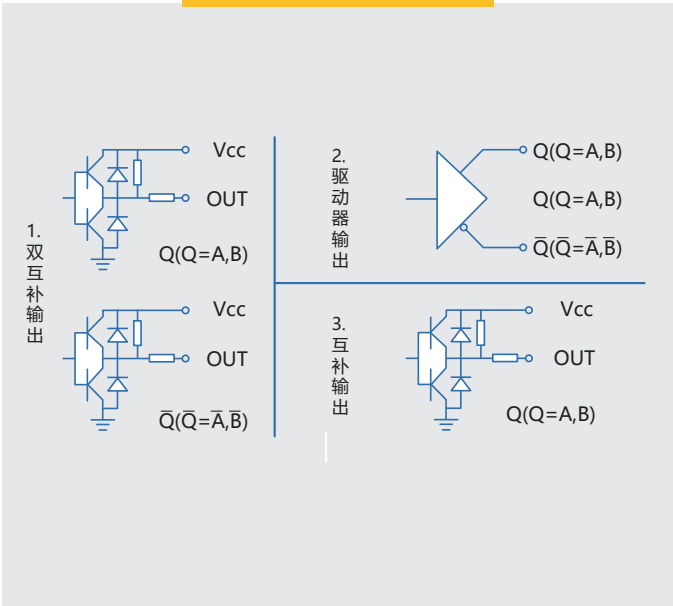 1.双互补输出
Vcc
OUT
Q(Q=A,B)
Vcc
OUT
Q̅(Q̅=A̅,B̅)
2.驱动器输出
Q(Q=A,B)
Q(Q=A,B)
Q̅(Q̅=A̅,B̅)
3.互补输出
Vcc
OUT
Q(Q=A,B)